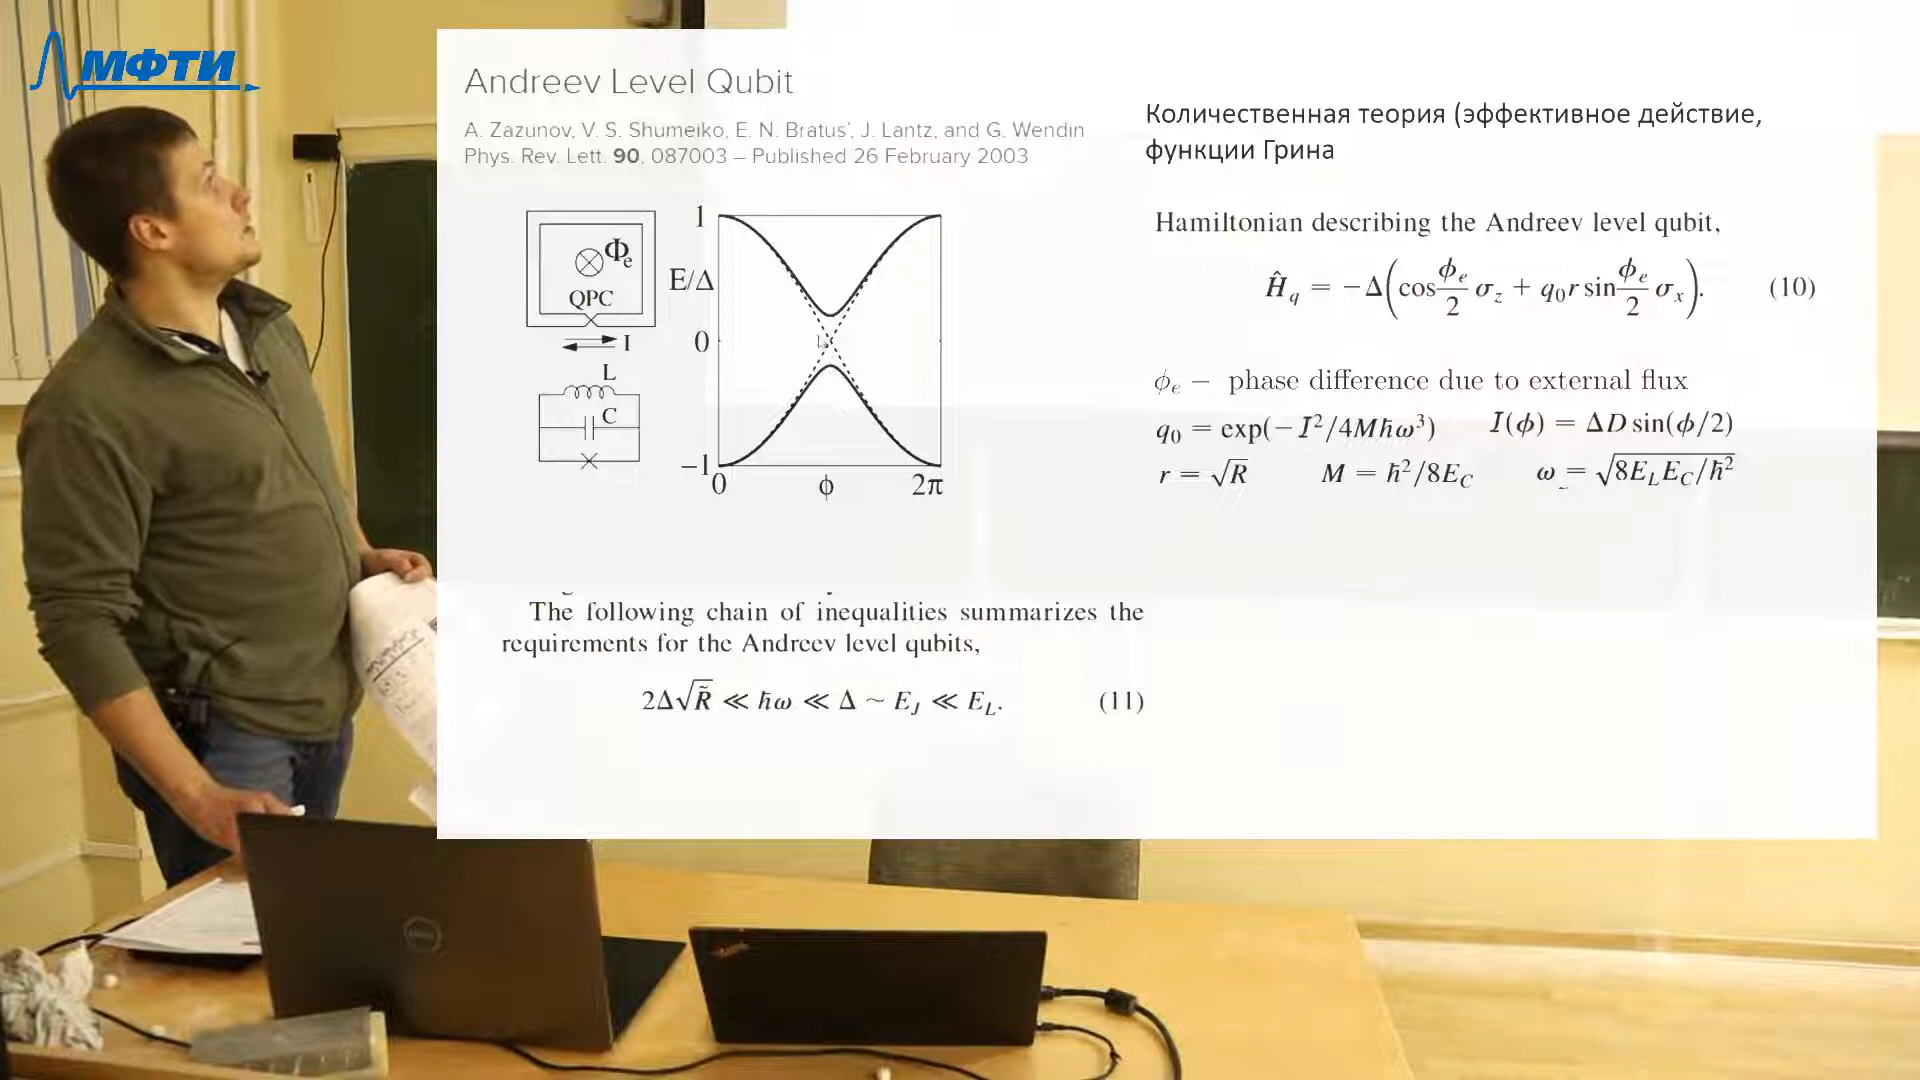 МФТИ
Andreev Level Qubit
A. Zazunov, V. S. Shumeiko, E. N. Bratus’, J. Lantz, and G. Wendin
Phys. Rev. Lett. 90, 087003 – Published 26 February 2003
Количественная теория (эффективное действие,
функции Грина
Φe
QPC
I
L
C
1
E/Δ
0
−1
0 ϕ 2π
Hamiltonian describing the Andreev level qubit,
Ĥ_q = −Δ(cos ϕ_e/2 σ_z + q_0 r sin ϕ_e/2 σ_x). (10)
ϕ_e − phase difference due to external flux
q_0 = exp(−I²/4Mħω³) I(ϕ) = ΔD sin(ϕ/2)
r = √R M = ħ²/8E_C ω = √(8E_L E_C/ħ²)
The following chain of inequalities summarizes the
requirements for the Andreev level qubits,
2Δ√R̃ ≪ ħω ≪ Δ ~ E_J ≪ E_L. (11)